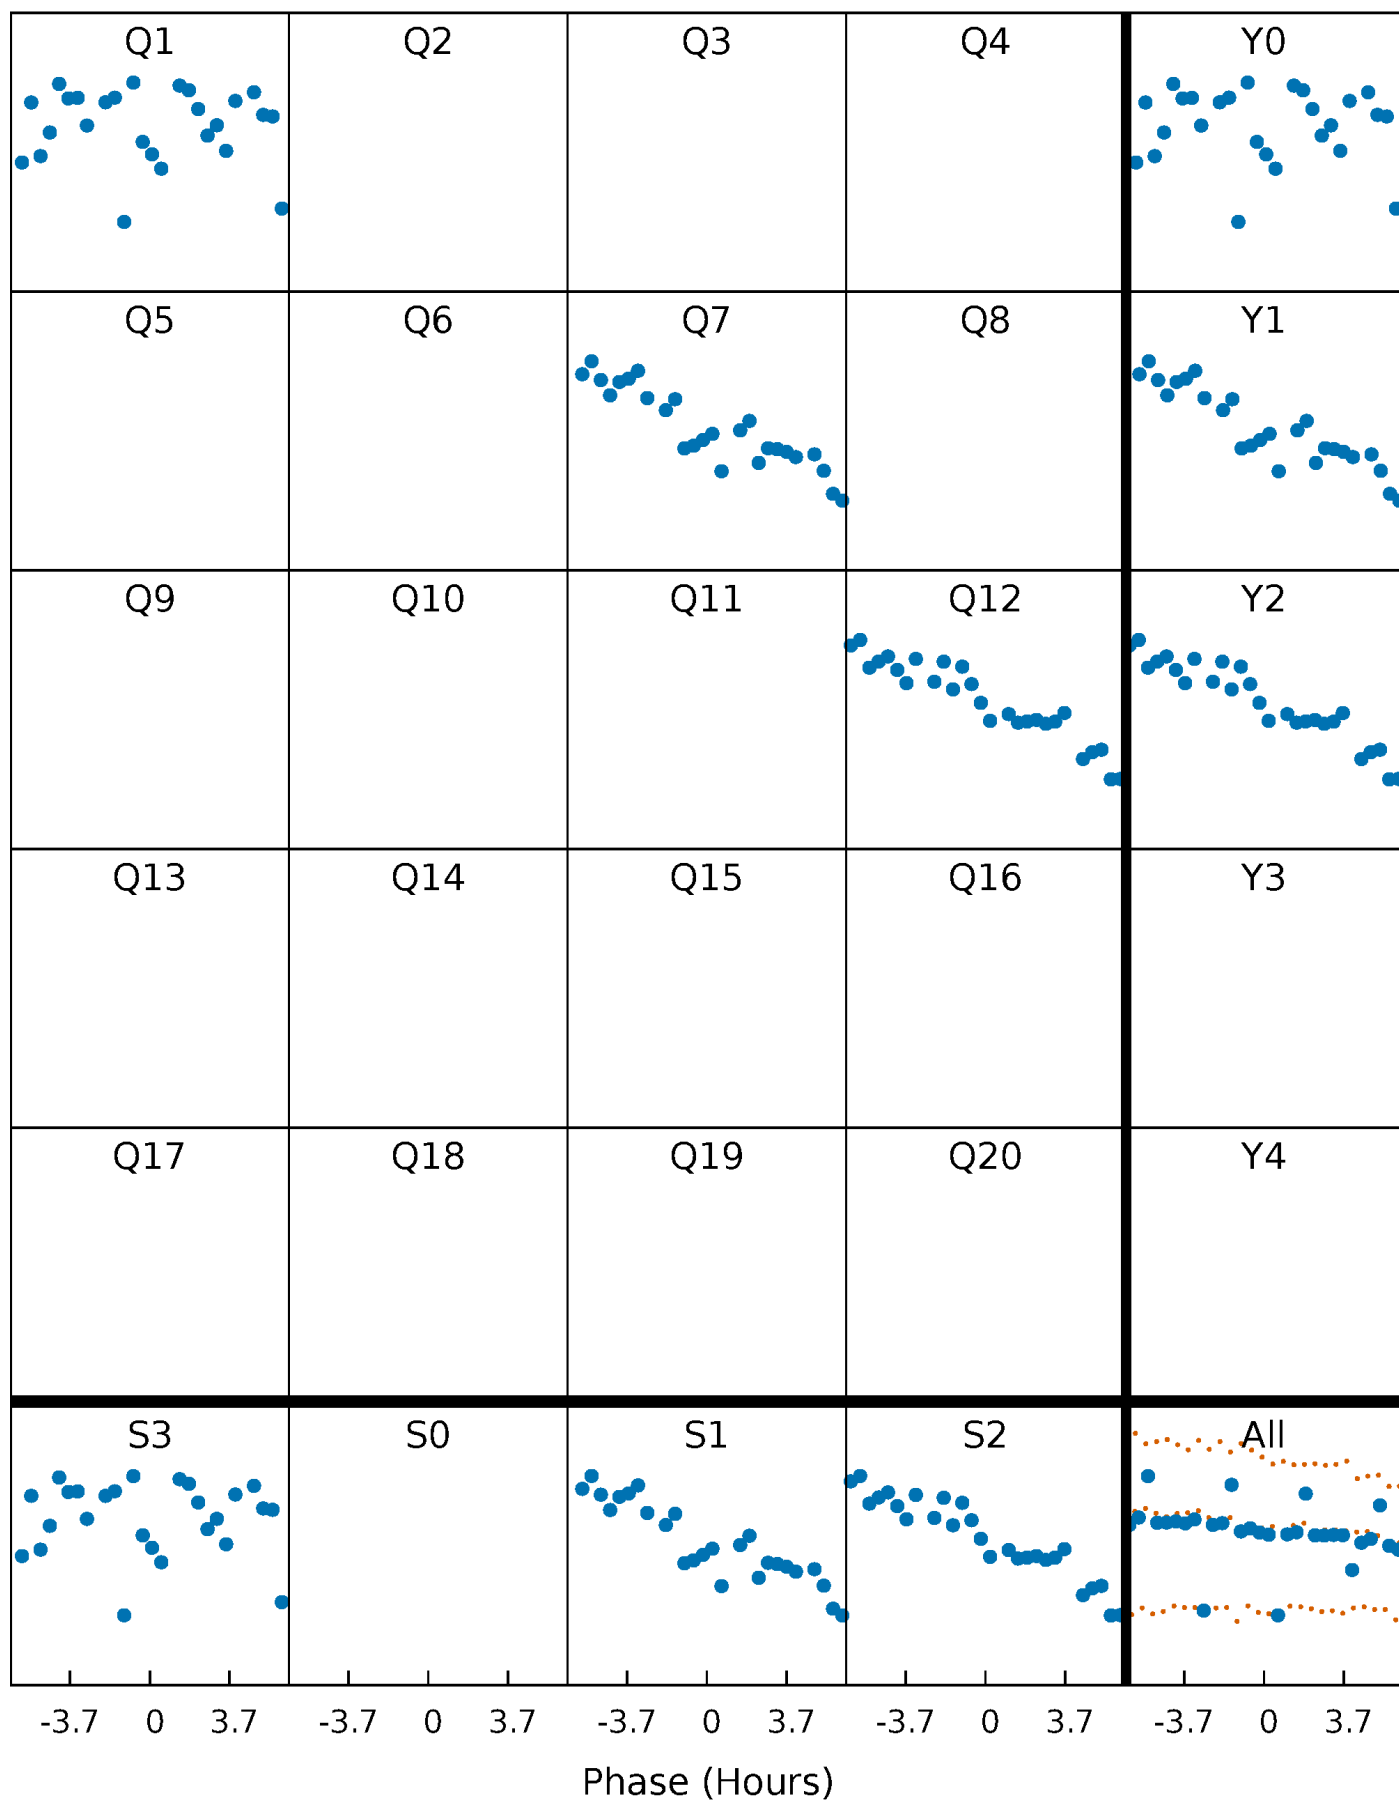 Q1 Q2 Q3 Q4 Y0
Q5 Q6 Q7 Q8 Y1
Q9 Q10 Q11 Q12 Y2
Q13 Q14 Q15 Q16 Y3
Q17 Q18 Q19 Q20 Y4
S3 S0 S1 S2 All
-3.7 0 3.7 -3.7 0 3.7 -3.7 0 3.7 -3.7 0 3.7 -3.7 0 3.7
Phase (Hours)